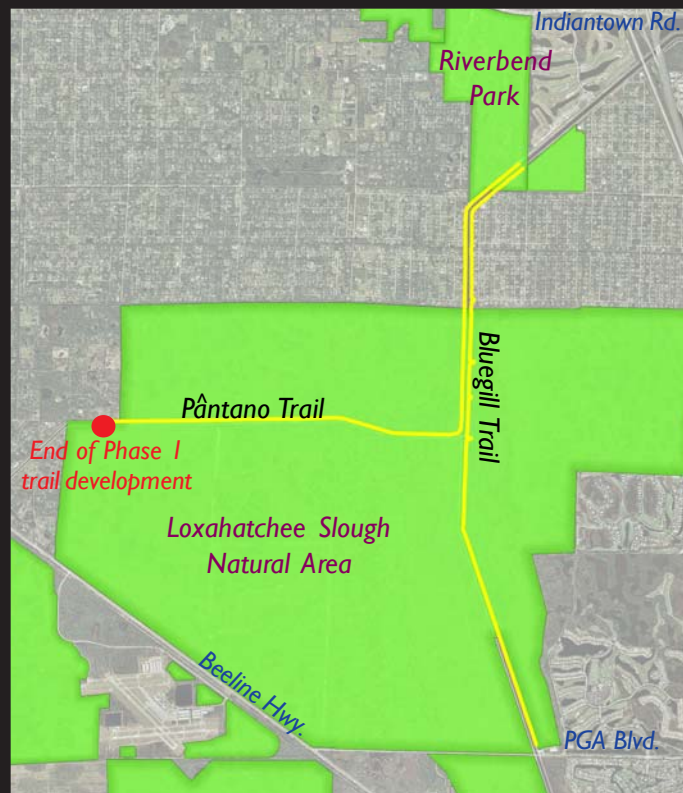 Indiantown Rd.
Riverbend
Park
Bluegill Trail
Pântano Trail
End of Phase I
trail development
Loxahatchee Slough
Natural Area
Beeline Hwy.
PGA Blvd.